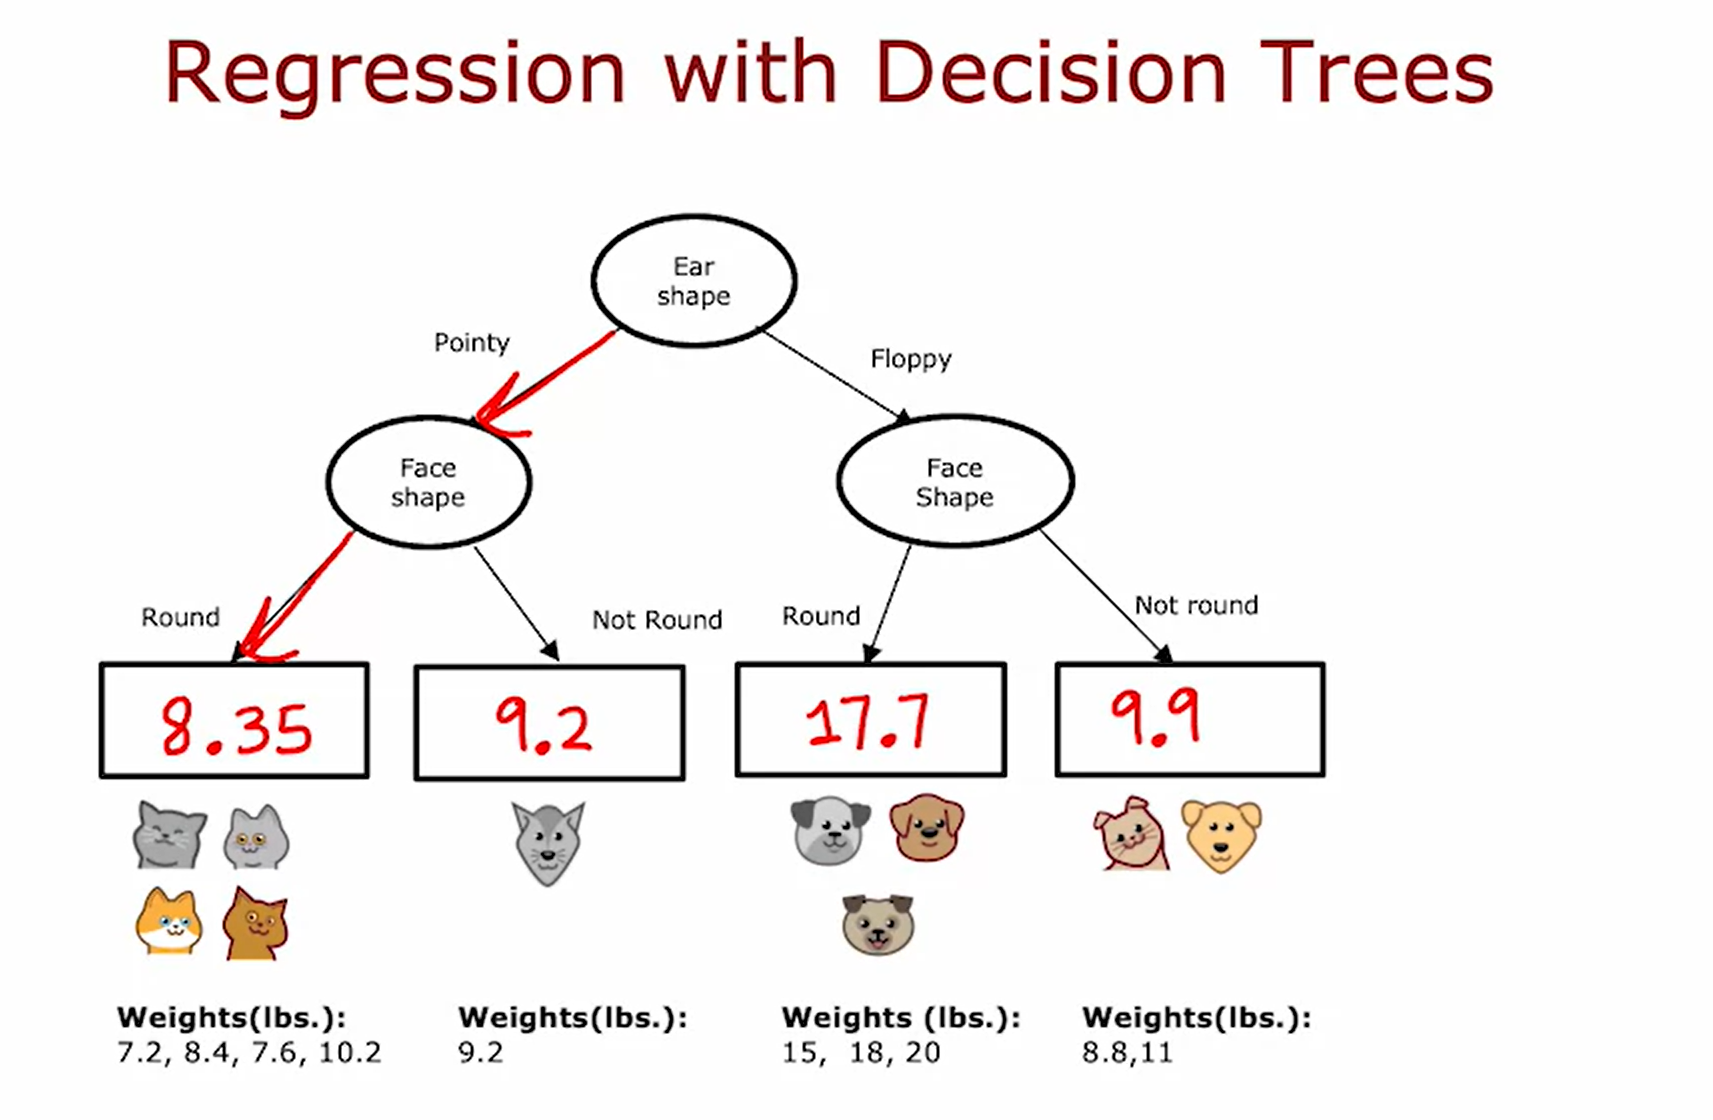 Regression with Decision Trees
Ear
shape
Pointy
Floppy
Face
shape
Face
Shape
Round
Not Round
Round
Not round
8.35
9.2
17.7
9.9
Weights(lbs.):
7.2, 8.4, 7.6, 10.2
Weights(lbs.):
9.2
Weights (lbs.):
15, 18, 20
Weights(lbs.):
8.8,11